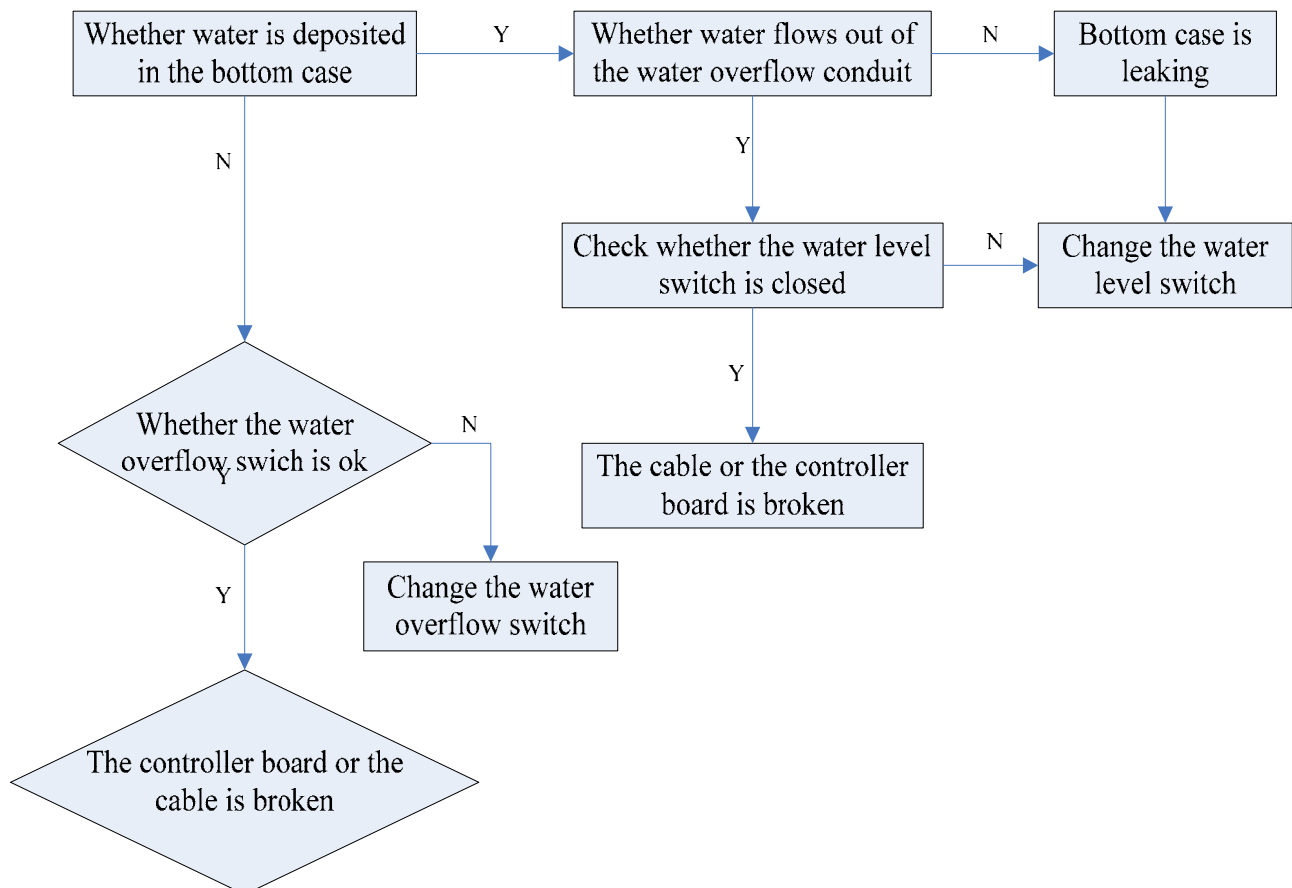 Whether water is deposited
in the bottom case
Y
Whether water flows out of
the water overflow conduit
N
Bottom case is
leaking
N
Y
Check whether the water level
switch is closed
N
Change the water
level switch
Y
Whether the water
overflow swich is ok
Y
N
The cable or the controller
board is broken
Y
Change the water
overflow switch
The controller board or the
cable is broken